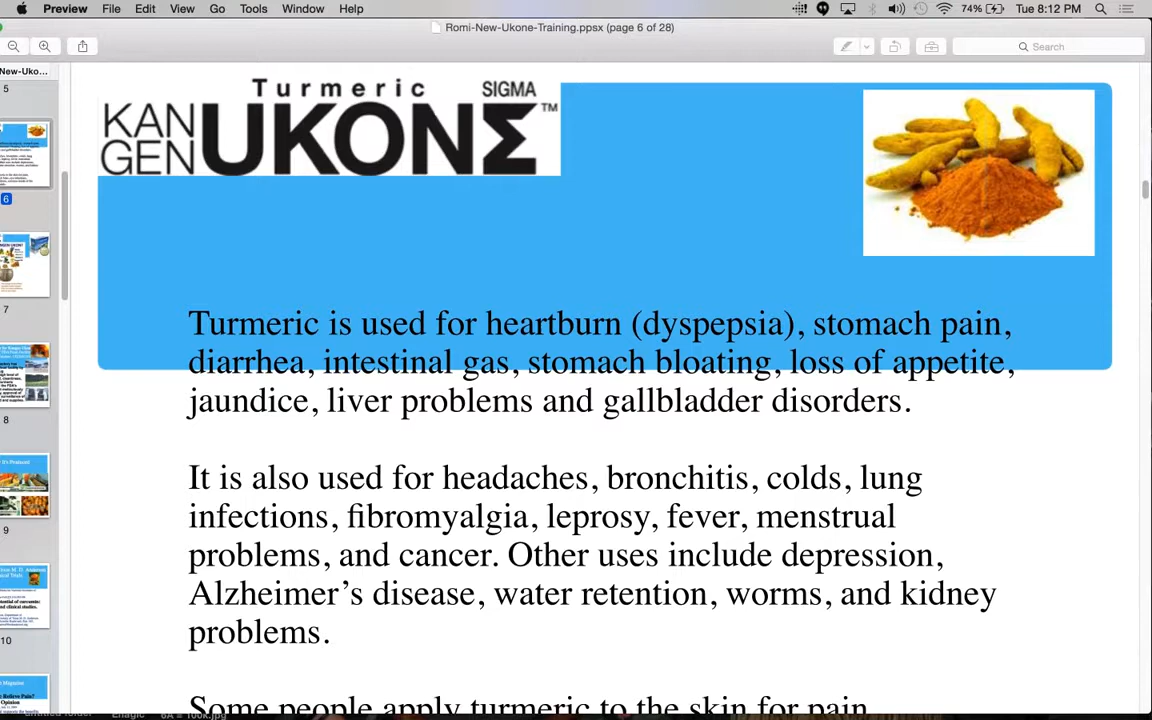 Preview File Edit View Go Tools Window Help 74% Tue 8:12 PM
Romi-New-Ukone-Training.ppsx (page 6 of 28)
Search
New-Uko...
5
6
7
8
9
10
Turmeric SIGMA
KAN
GEN
UKONΣ™
Turmeric is used for heartburn (dyspepsia), stomach pain,
diarrhea, intestinal gas, stomach bloating, loss of appetite,
jaundice, liver problems and gallbladder disorders.
It is also used for headaches, bronchitis, colds, lung
infections, fibromyalgia, leprosy, fever, menstrual
problems, and cancer. Other uses include depression,
Alzheimer’s disease, water retention, worms, and kidney
problems.
Some people apply turmeric to the skin for pain